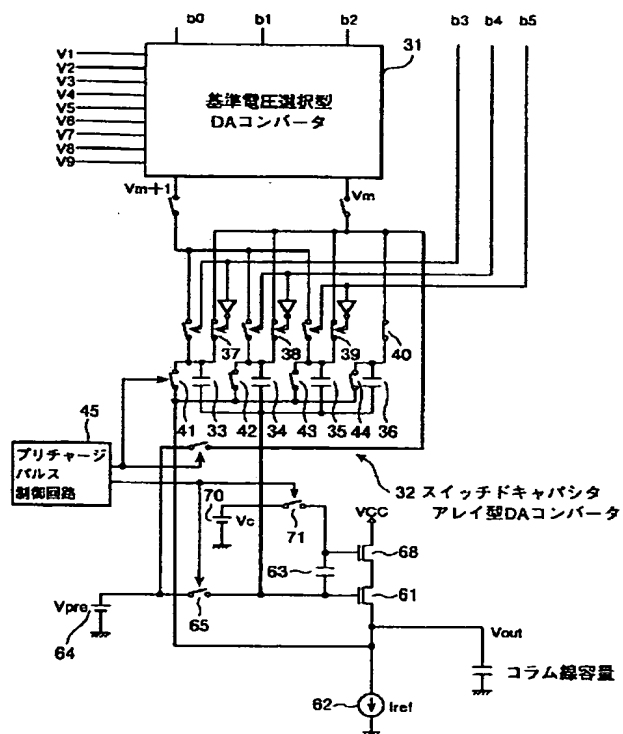 b0 b1 b2 b3 b4 b5
31
V1
V2
V3
V4
V5
V6
V7
V8
V9
基準電圧選択型
DAコンバータ
Vm+1 Vm
37 38 39 40
41 33 42 34 43 35 44 36
45
プリチャージ
パルス
制御回路
32 スイッチドキャパシタ
アレイ型DAコンバータ
70
Vc
71
VCC
68
63
61
Vpre
65
64
Vout
コラム線容量
62 Iref